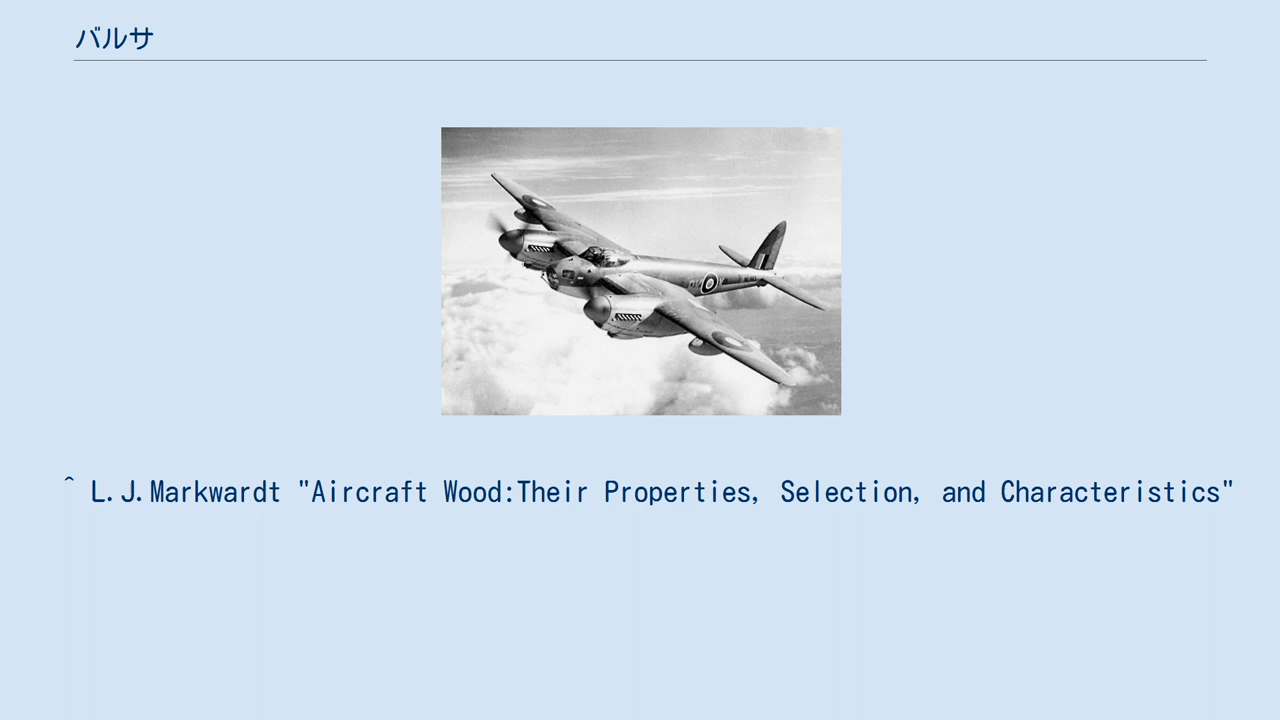 バルサ
^ L.J.Markwardt "Aircraft Wood:Their Properties, Selection, and Characteristics"